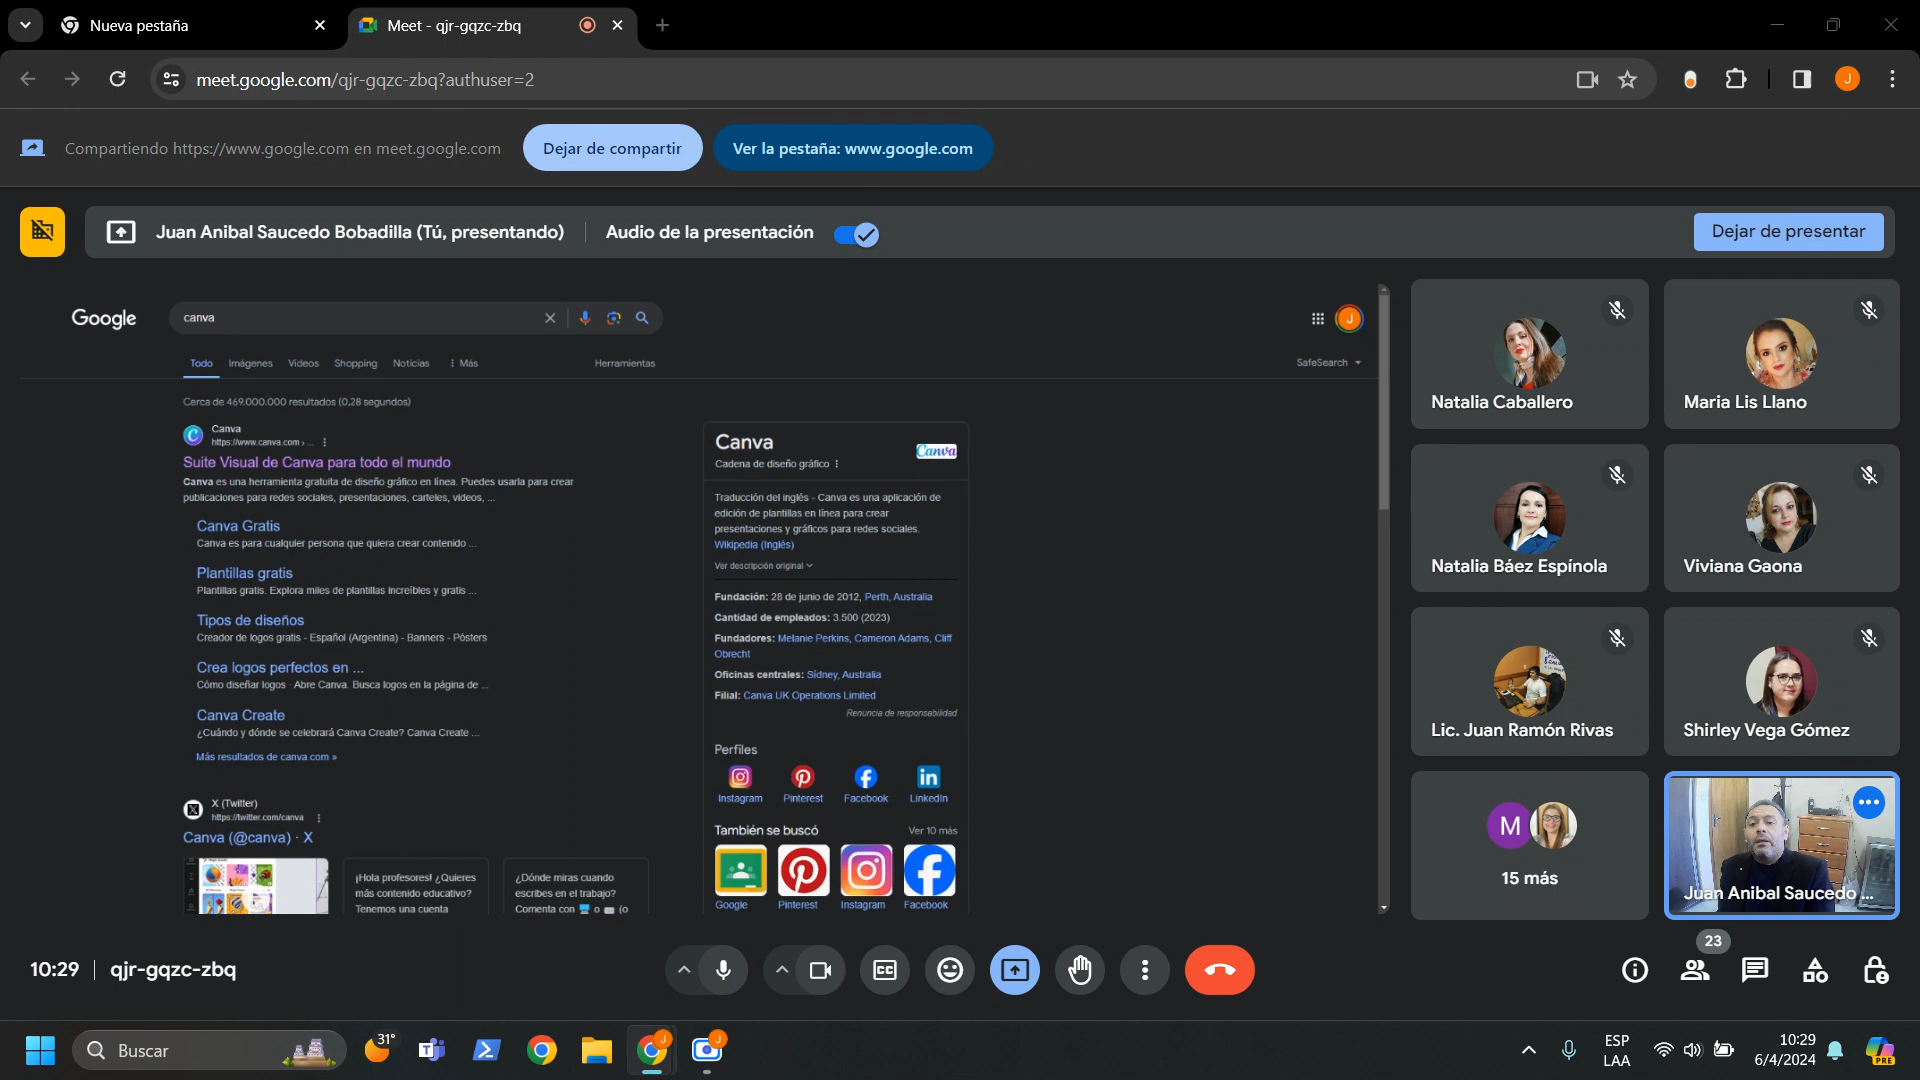 Nueva pestaña
Meet - qjr-gqzc-zbq
meet.google.com/qjr-gqzc-zbq?authuser=2
J
Compartiendo https://www.google.com en meet.google.com
Dejar de compartir
Ver la pestaña: www.google.com
Juan Anibal Saucedo Bobadilla (Tú, presentando)
Audio de la presentación
Dejar de presentar
Google
canva
J
Todo
Imágenes
Videos
Shopping
Noticias
Más
Herramientas
SafeSearch
Cerca de 469.000.000 resultados (0,28 segundos)
Canva
https://www.canva.com › ...
Suite Visual de Canva para todo el mundo
Canva es una herramienta gratuita de diseño gráfico en línea. Puedes usarla para crear
publicaciones para redes sociales, presentaciones, carteles, videos, ...
Canva Gratis
Canva es para cualquier persona que quiera crear contenido ...
Plantillas gratis
Plantillas gratis. Explora miles de plantillas increíbles y gratis ...
Tipos de diseños
Creador de logos gratis - Español (Argentina) - Banners - Pósters
Crea logos perfectos en ...
Cómo diseñar logos · Abre Canva. Busca logos en la página de ...
Canva Create
¿Cuándo y dónde se celebrará Canva Create? Canva Create ...
Más resultados de canva.com »
X (Twitter)
https://twitter.com/canva
Canva (@canva) · X
¡Hola profesores! ¿Quieres
más contenido educativo?
Tenemos una cuenta
¿Dónde miras cuando
escribes en el trabajo?
Comenta con 🖥️ o ⌨️ (o
Canva
Canva
Cadena de diseño gráfico
Traducción del inglés - Canva es una aplicación de
edición de plantillas en línea para crear
presentaciones y gráficos para redes sociales.
Wikipedia (Inglés)
Ver descripción original
Fundación: 28 de junio de 2012, Perth, Australia
Cantidad de empleados: 3.500 (2023)
Fundadores: Melanie Perkins, Cameron Adams, Cliff
Obrecht
Oficinas centrales: Sídney, Australia
Filial: Canva UK Operations Limited
Renuncia de responsabilidad
Perfiles
Instagram
Pinterest
Facebook
LinkedIn
También se buscó
Ver 10 más
Google
Pinterest
Instagram
Facebook
Natalia Caballero
Maria Lis Llano
Natalia Báez Espínola
Viviana Gaona
Lic. Juan Ramón Rivas
Shirley Vega Gómez
M
15 más
Juan Anibal Saucedo ...
10:29
qjr-gqzc-zbq
CC
23
Buscar
31°
J
J
ESP
LAA
10:29
6/4/2024
PRE